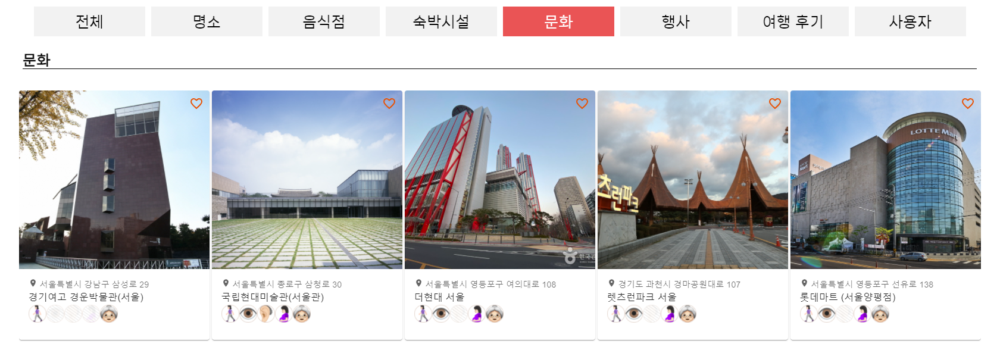 전체
명소
음식점
숙박시설
문화
행사
여행 후기
사용자
문화
츠런파크
LOTTE Mart
서울특별시 강남구 삼성로 29
경기여고 경운박물관(서울)
서울특별시 종로구 삼청로 30
국립현대미술관(서울관)
서울특별시 영등포구 여의대로 108
더현대 서울
경기도 과천시 경마공원대로 107
렛츠런파크 서울
서울특별시 영등포구 선유로 138
롯데마트 (서울양평점)